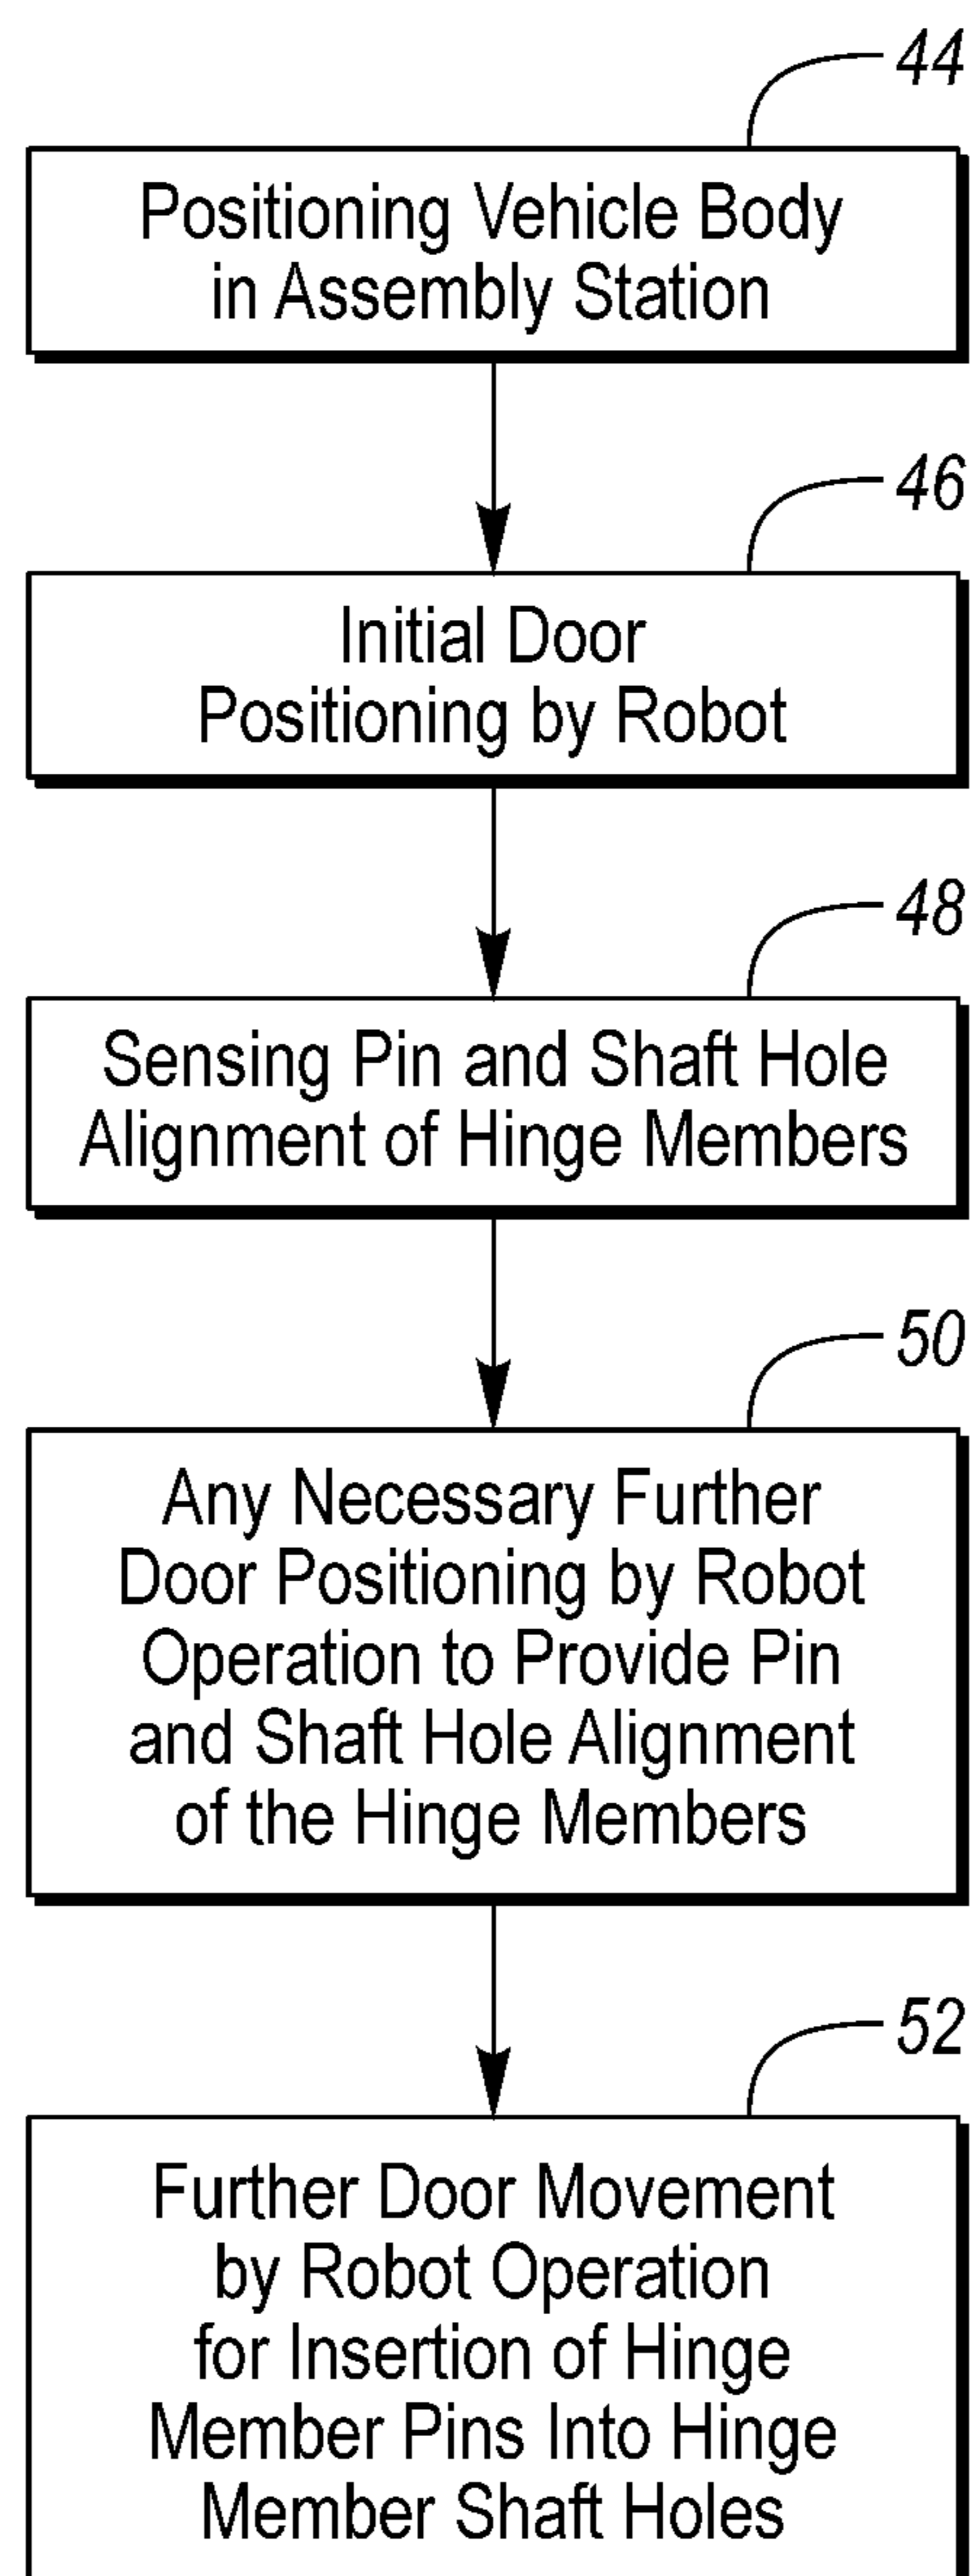 44
Positioning Vehicle Body
in Assembly Station
46
Initial Door
Positioning by Robot
48
Sensing Pin and Shaft Hole
Alignment of Hinge Members
50
Any Necessary Further
Door Positioning by Robot
Operation to Provide Pin
and Shaft Hole Alignment
of the Hinge Members
52
Further Door Movement
by Robot Operation
for Insertion of Hinge
Member Pins Into Hinge
Member Shaft Holes